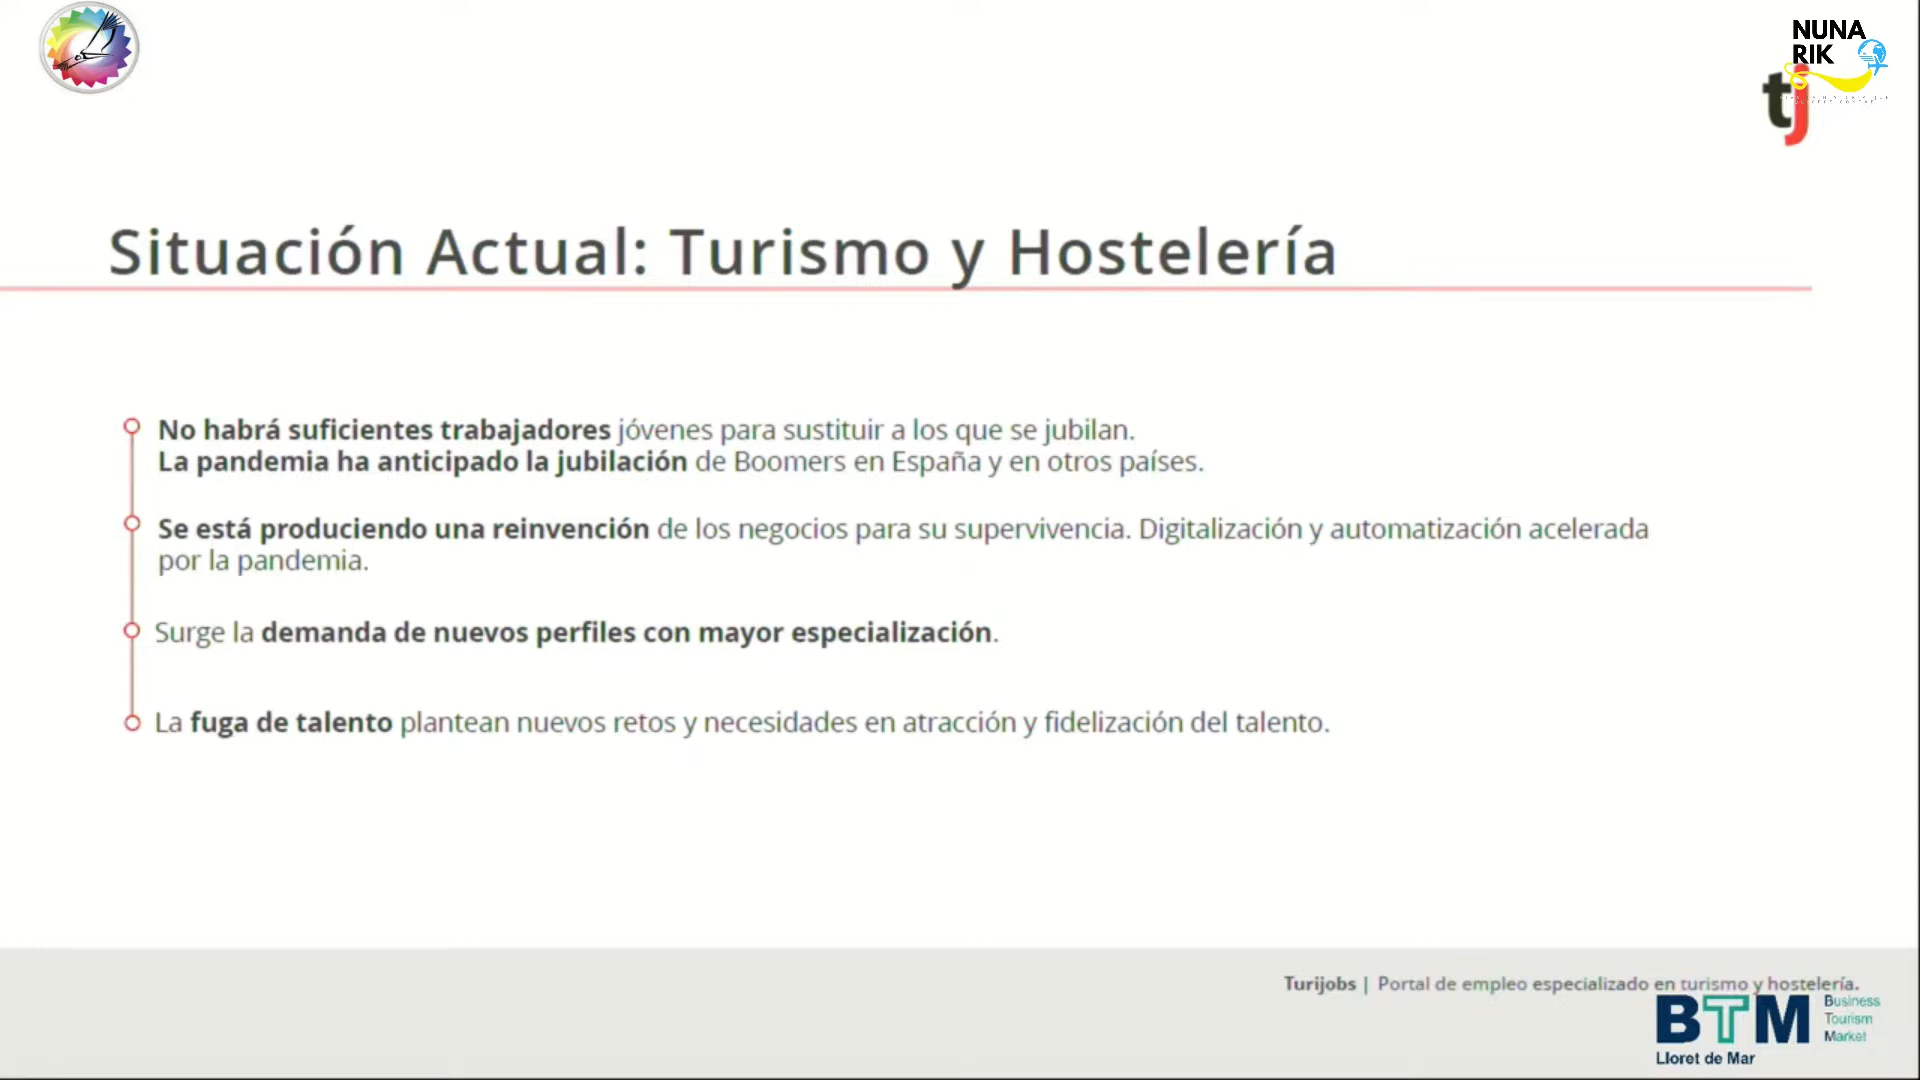 NUNA
RIK
tj
Situación Actual: Turismo y Hostelería
No habrá suficientes trabajadores jóvenes para sustituir a los que se jubilan.
La pandemia ha anticipado la jubilación de Boomers en España y en otros países.
Se está produciendo una reinvención de los negocios para su supervivencia. Digitalización y automatización acelerada
por la pandemia.
Surge la demanda de nuevos perfiles con mayor especialización.
La fuga de talento plantean nuevos retos y necesidades en atracción y fidelización del talento.
Turijobs | Portal de empleo especializado en turismo y hostelería.
BTM
Business
Tourism
Market
Lloret de Mar